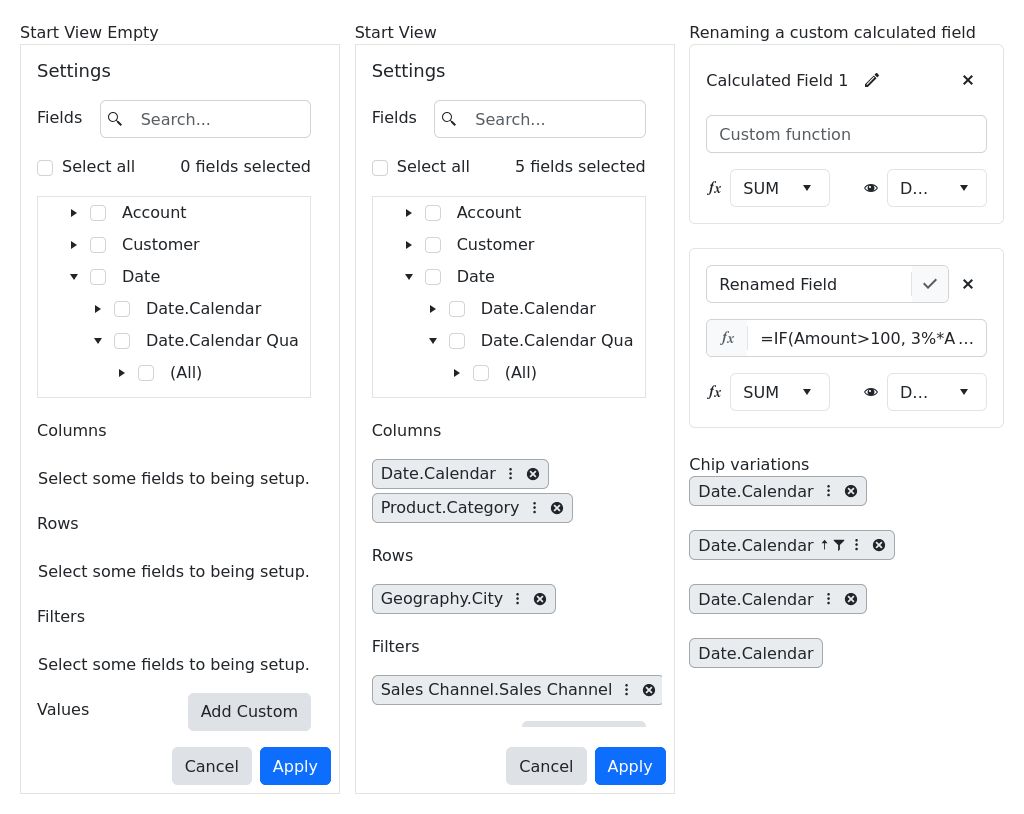 Start View Empty
Settings
Fields
Search...
Select all
0 fields selected
Account
Customer
Date
Date.Calendar
Date.Calendar Qua
(All)
Columns
Select some fields to being setup.
Rows
Select some fields to being setup.
Filters
Select some fields to being setup.
Values
Add Custom
Cancel
Apply
Start View
Settings
Fields
Search...
Select all
5 fields selected
Account
Customer
Date
Date.Calendar
Date.Calendar Qua
(All)
Columns
Date.Calendar
Product.Category
Rows
Geography.City
Filters
Sales Channel.Sales Channel
Cancel
Apply
Renaming a custom calculated field
Calculated Field 1
Custom function
fx SUM D...
Renamed Field
fx =IF(Amount>100, 3%*A ...
fx SUM D...
Chip variations
Date.Calendar
Date.Calendar
Date.Calendar
Date.Calendar